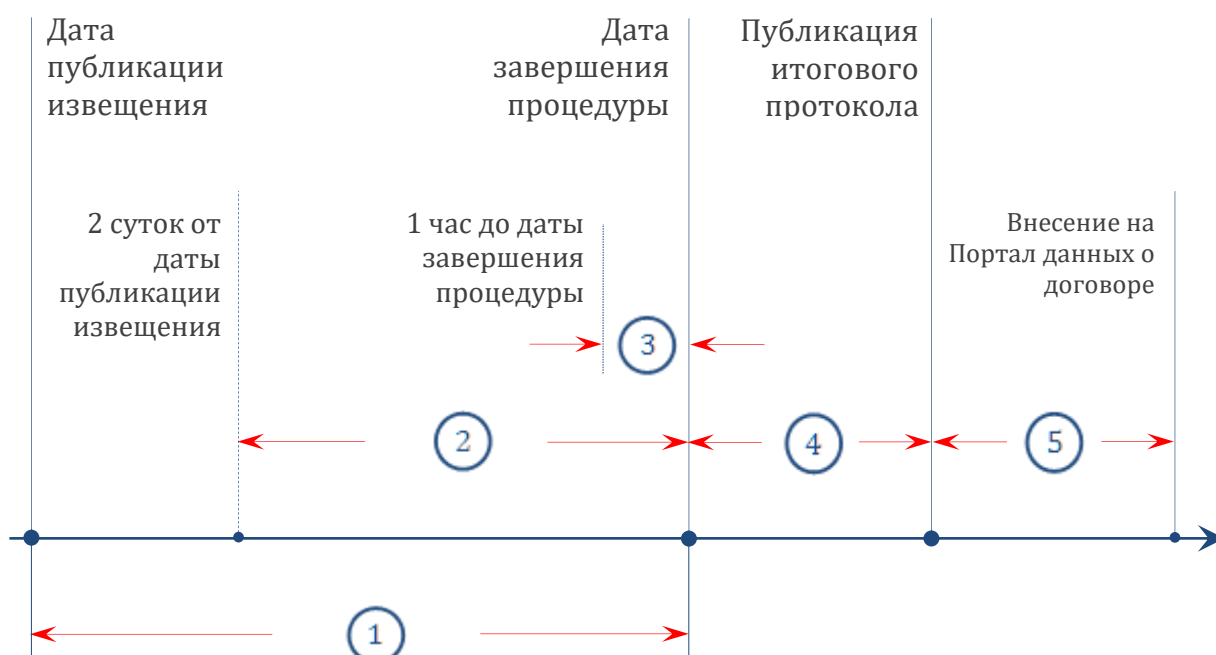 Дата
публикации
извещения
Дата
завершения
процедуры
Публикация
итогового
протокола
2 суток от
даты
публикации
извещения
1 час до даты
завершения
процедуры
Внесение на
Портал данных о
договоре
3
2
4
5
1